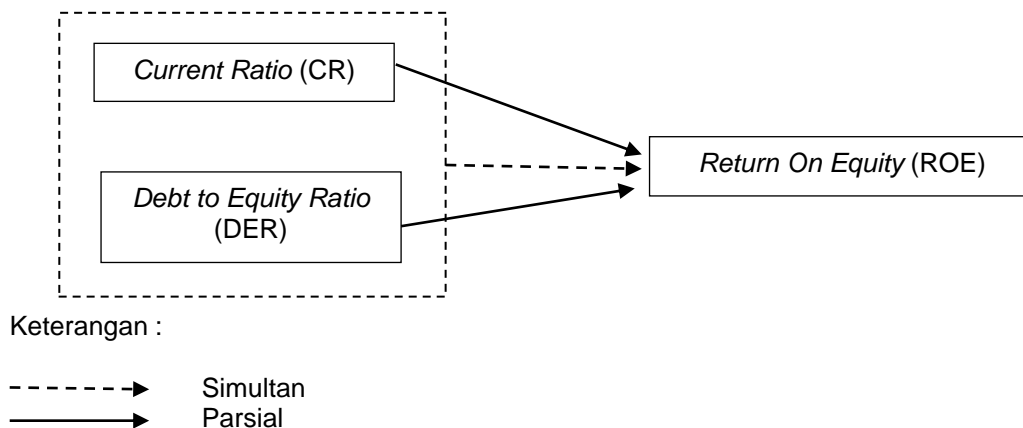 Current Ratio (CR)
Return On Equity (ROE)
Debt to Equity Ratio
(DER)
Keterangan :
Simultan
Parsial